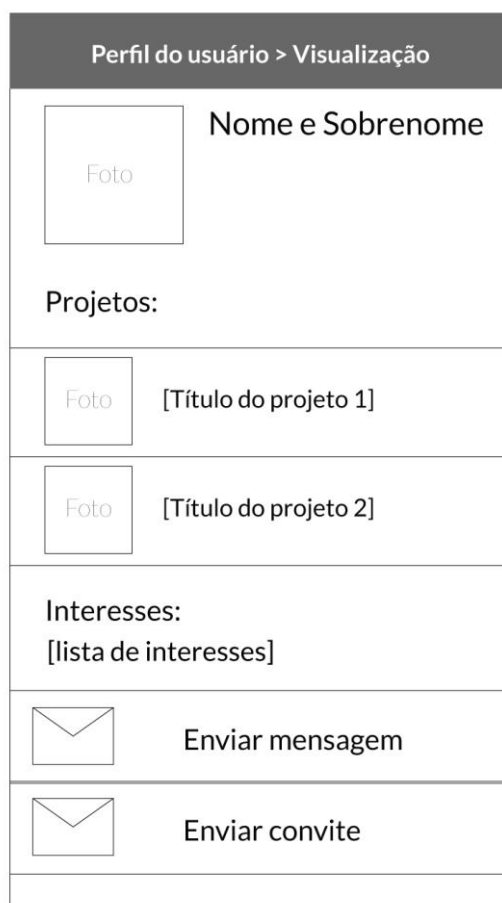 Perfil do usuário > Visualização
Foto
Nome e Sobrenome
Projetos:
Foto
[Título do projeto 1]
Foto
[Título do projeto 2]
Interesses:
[lista de interesses]
Enviar mensagem
Enviar convite